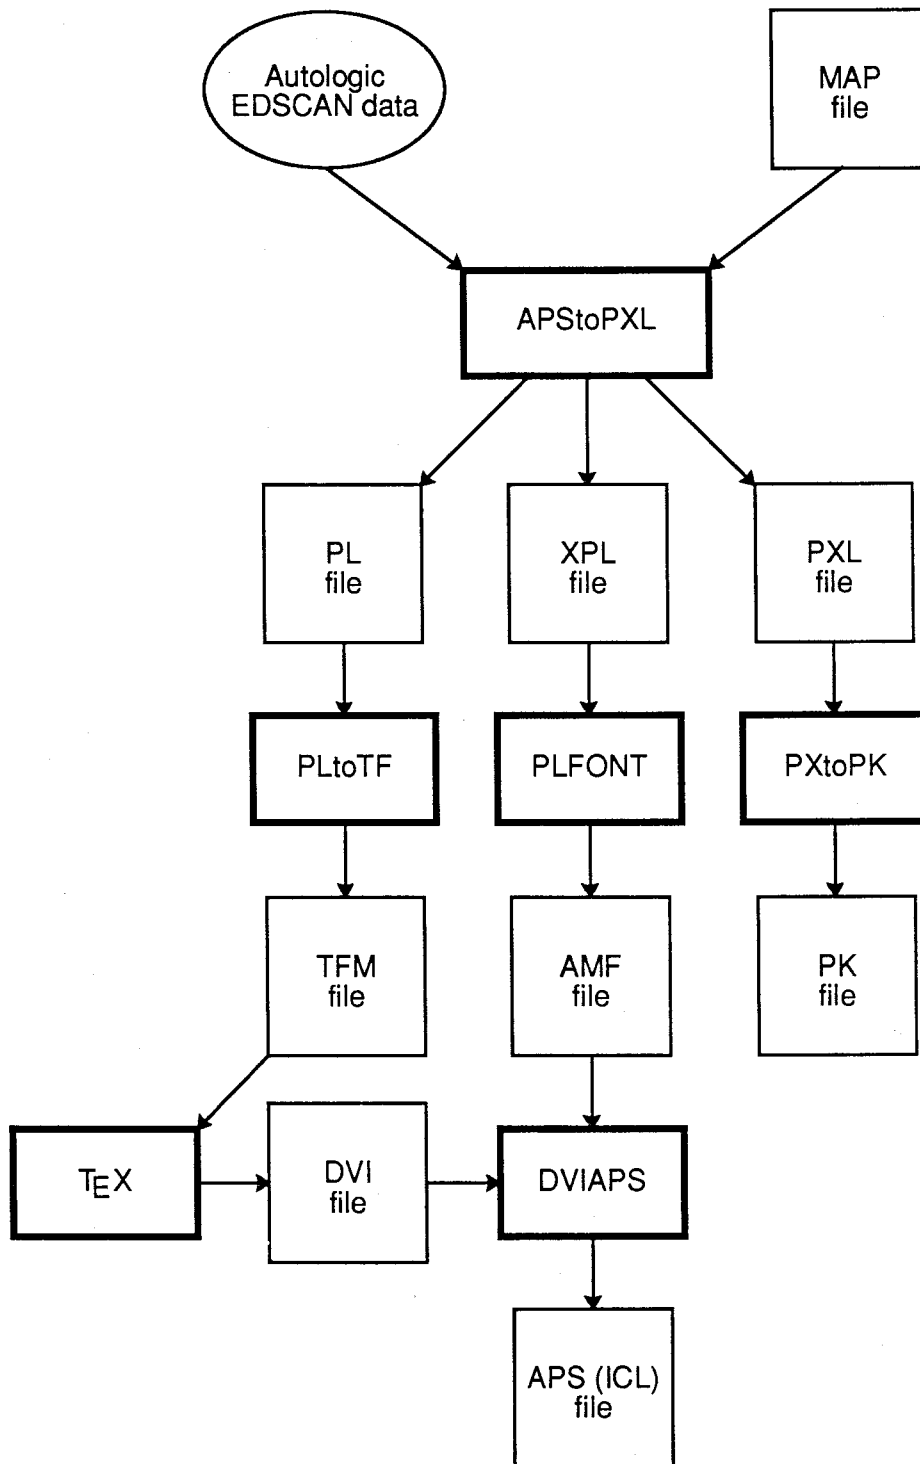 Autologic
EDSCAN data
MAP
file
APStoPXL
PL
file
XPL
file
PXL
file
PLtoTF
PLFONT
PXtoPK
TFM
file
AMF
file
PK
file
TEX
DVI
file
DVIAPS
APS (ICL)
file